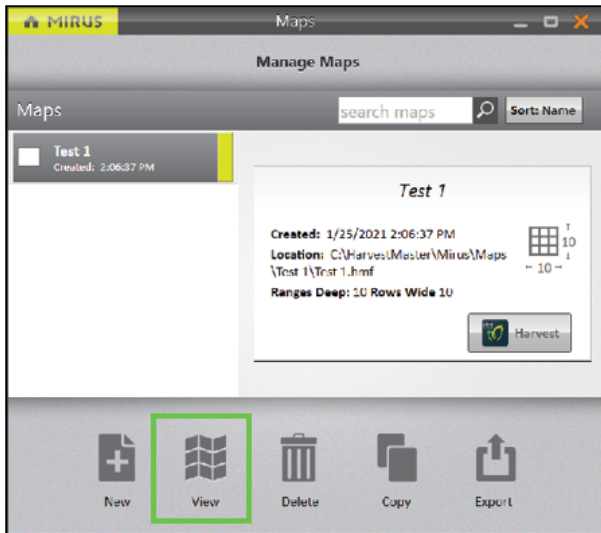 MIRUS
Maps
Manage Maps
Maps
search maps
Sort: Name
Test 1
Created: 2:06:37 PM
Test 1
Created: 1/25/2021 2:06:37 PM
Location: C:\HarvestMaster\Mirus\Maps
\Test 1\Test 1.hmf
Ranges Deep: 10 Rows Wide 10
10
10
Harvest
New
View
Delete
Copy
Export